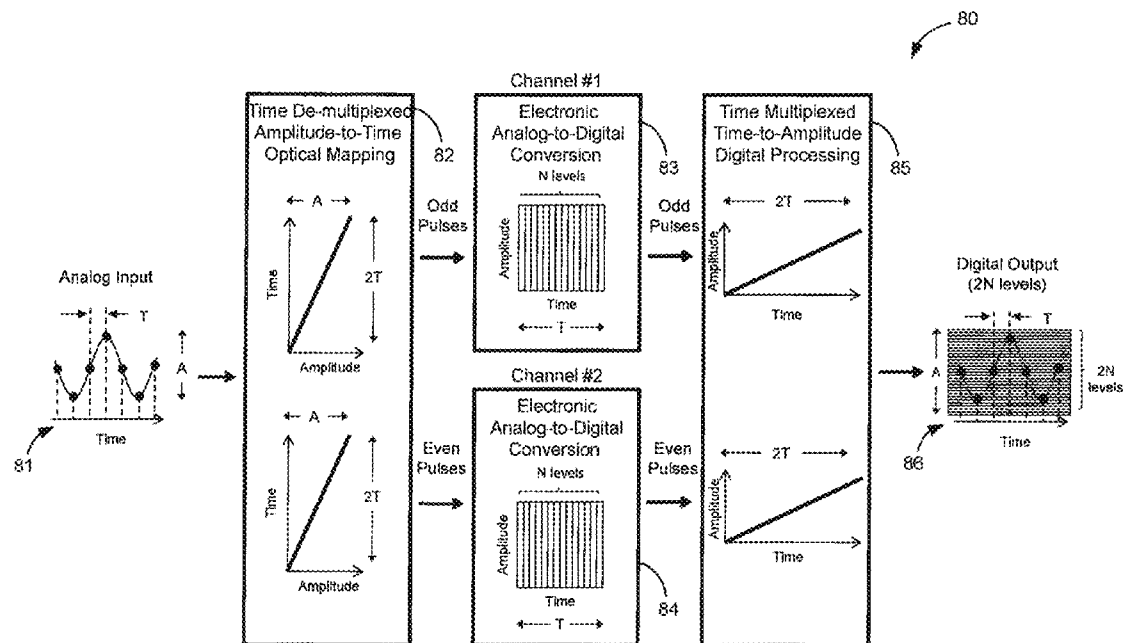 80
Channel #1
Time De-multiplexed
Amplitude-to-Time
Optical Mapping
82
A
Time
2T
Amplitude
A
Time
2T
Amplitude
Analog Input
T
A
Time
81
Odd
Pulses
Even
Pulses
Electronic
Analog-to-Digital
Conversion
83
N levels
Amplitude
Time
T
Channel #2
Electronic
Analog-to-Digital
Conversion
N levels
Amplitude
Time
T
84
Odd
Pulses
Even
Pulses
Time Multiplexed
Time-to-Amplitude
Digital Processing
85
2T
Amplitude
Time
2T
Amplitude
Time
Digital Output
(2N levels)
T
A
2N
levels
Time
86